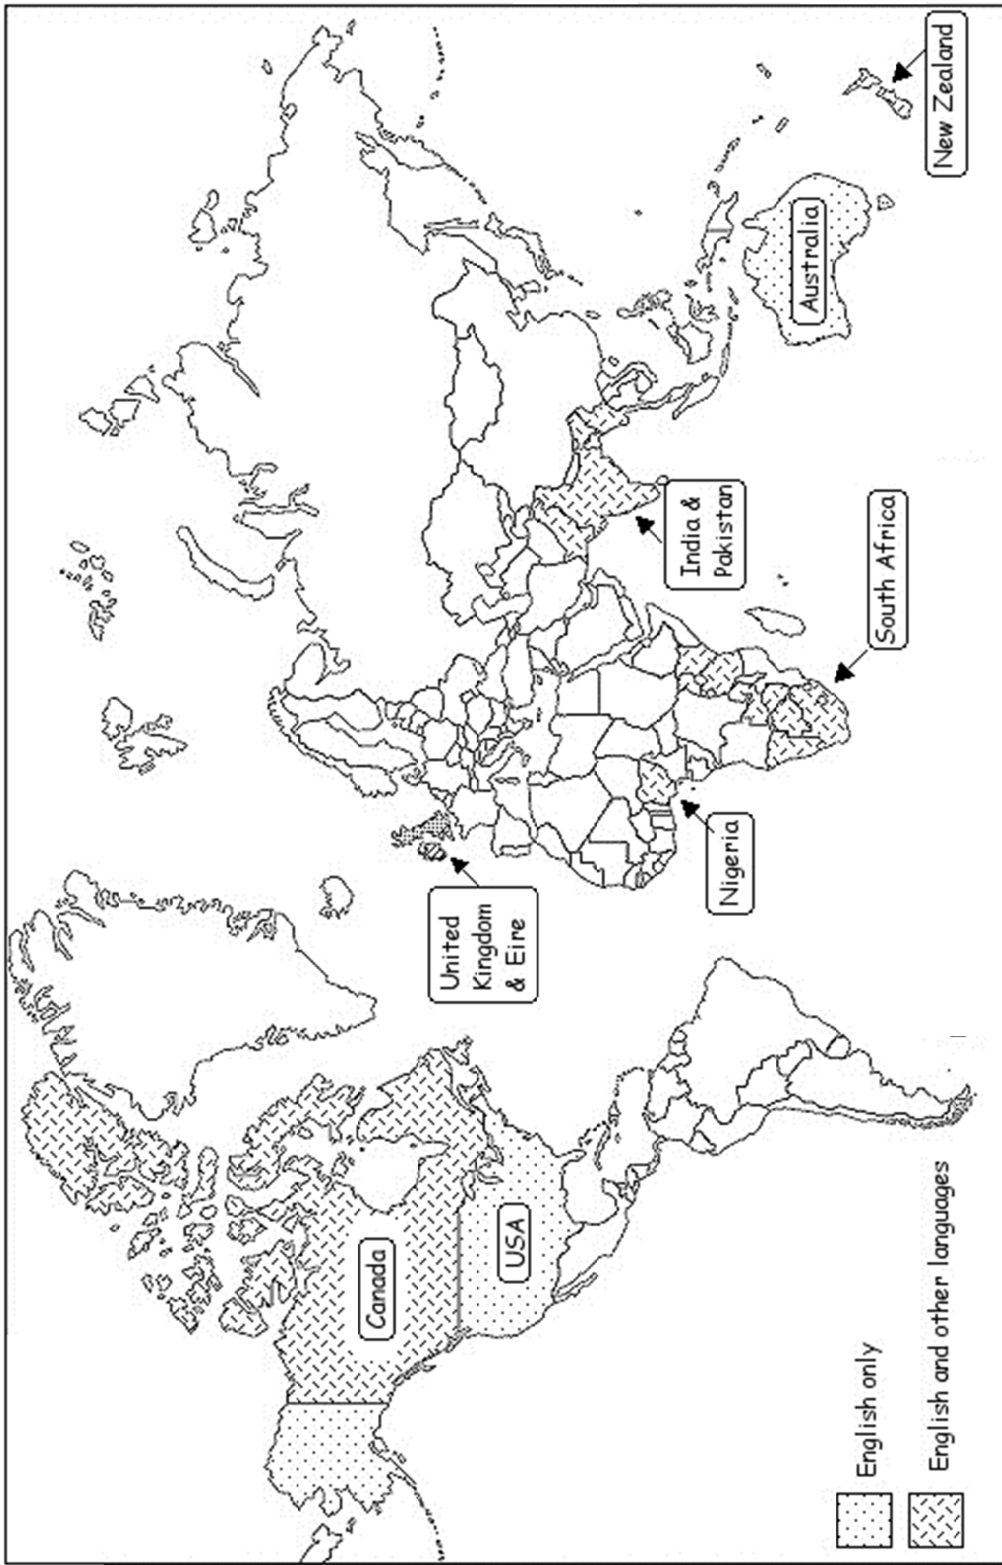 Canada
USA
United
Kingdom
& Eire
Nigeria
South Africa
India &
Pakistan
Australia
New Zealand
English only
English and other languages